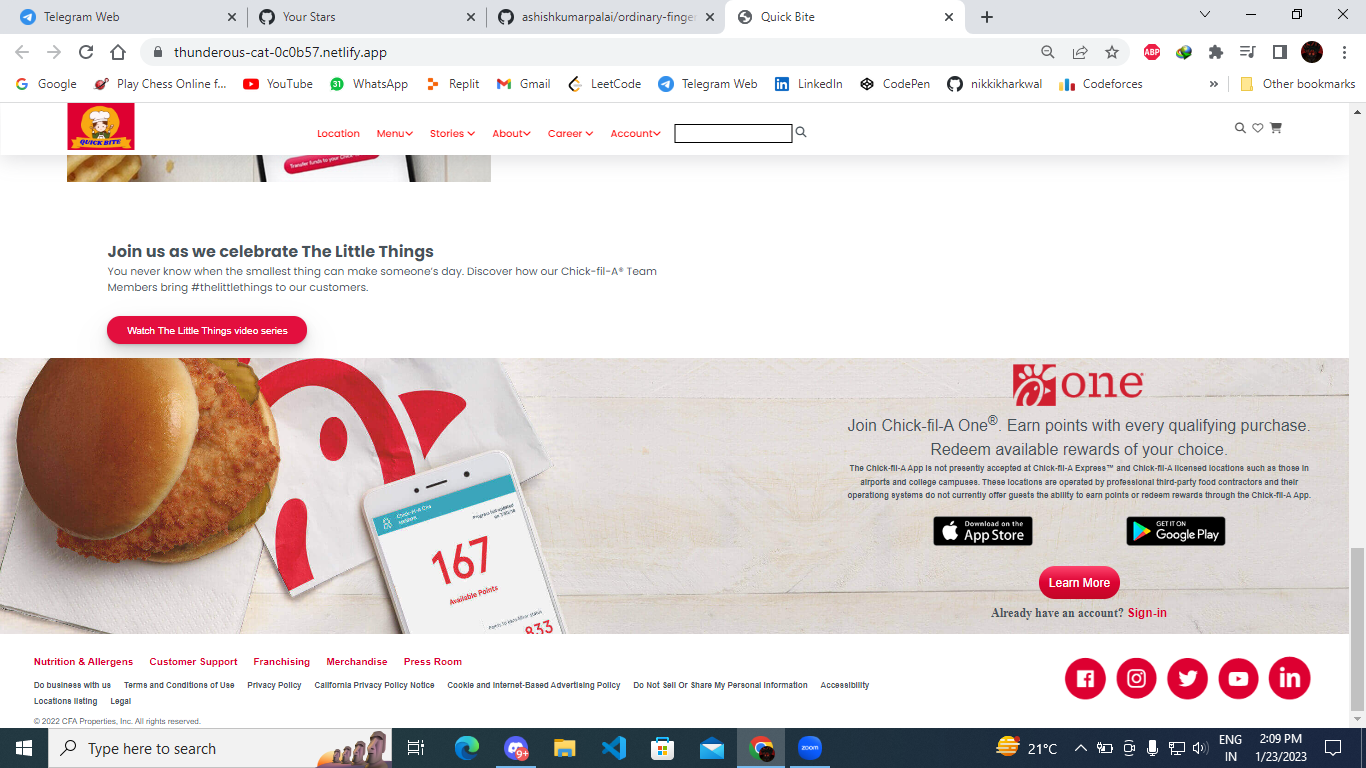 Telegram Web
Your Stars
ashishkumarpalai/ordinary-finger
Quick Bite
thunderous-cat-0c0b57.netlify.app
ABP
Google
Play Chess Online f...
31
WhatsApp
YouTube
Replit
Gmail
LeetCode
Telegram Web
LinkedIn
CodePen
nikkikharkwal
Codeforces
»
Other bookmarks
QUICK BITE
Location
Menu
Stories
About
Career
Account
Transfer funds to your Chick
Join us as we celebrate The Little Things
You never know when the smallest thing can make someone's day. Discover how our Chick-fil-A® Team
Members bring #thelittlethings to our customers.
Watch The Little Things video series
one
Join Chick-fil-A One®. Earn points with every qualifying purchase.
Redeem available rewards of your choice.
The Chick-fil-A App is not presently accepted at Chick-fil-A Express™ and Chick-fil-A licensed locations such as those in
airports and college campuses. These locations are operated by professional third-party food contractors and their
operationg systems do not currently offer guests the ability to earn points or redeem rewards through the Chick-fil-A App.
Download on the
App Store
GET IT ON
Google Play
Learn More
Already have an account? Sign-in
Chick-fil-A One
Progress last updated
167
Available Points
833
Nutrition & Allergens
Customer Support
Franchising
Merchandise
Press Room
Do business with us
Terms and Conditions of Use
Privacy Policy
California Privacy Policy Notice
Cookie and Internet-Based Advertising Policy
Do Not Sell Or Share My Personal Information
Accessibility
Locations listing
Legal
© 2022 CFA Properties, Inc. All rights reserved.
in
Type here to search
9+
zoom
21°C
ENG
IN
2:09 PM
1/23/2023